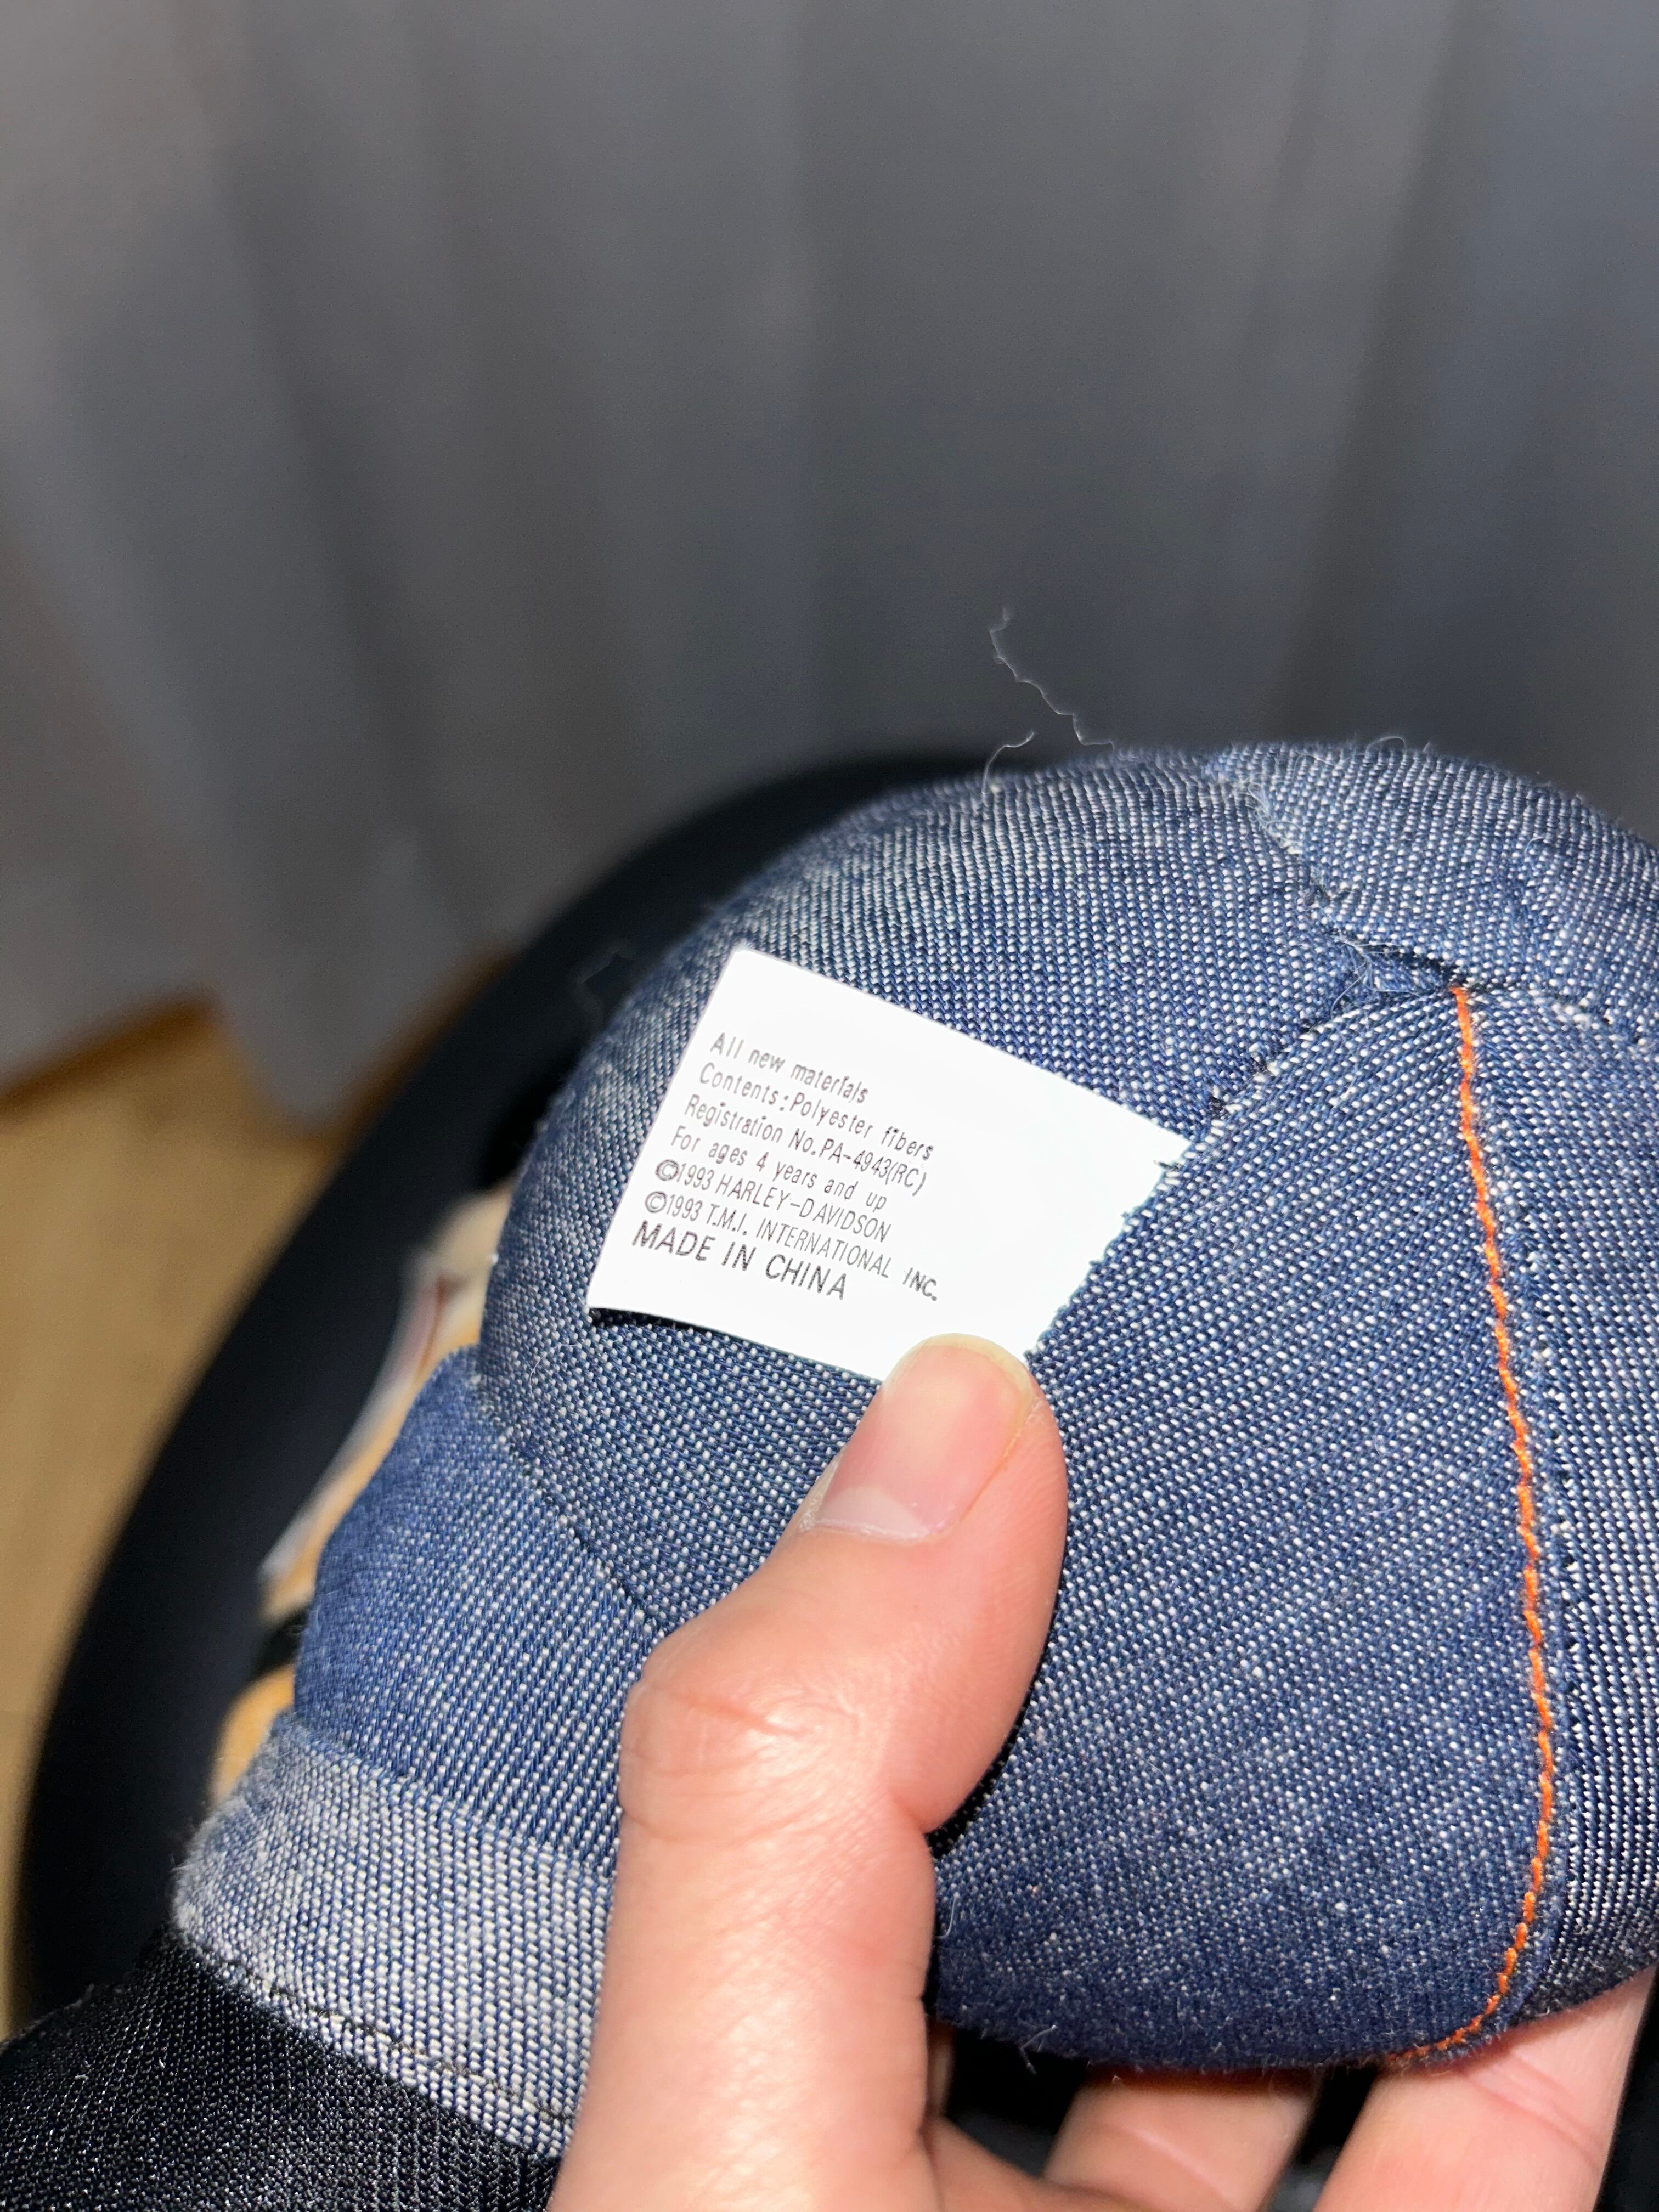 All new materials
Contents:Polyester fibers
Registration No.PA-4943(RC)
For ages 4 years and up
©1993 HARLEY-DAVIDSON
©1993 T.M.I. INTERNATIONAL INC.
MADE IN CHINA